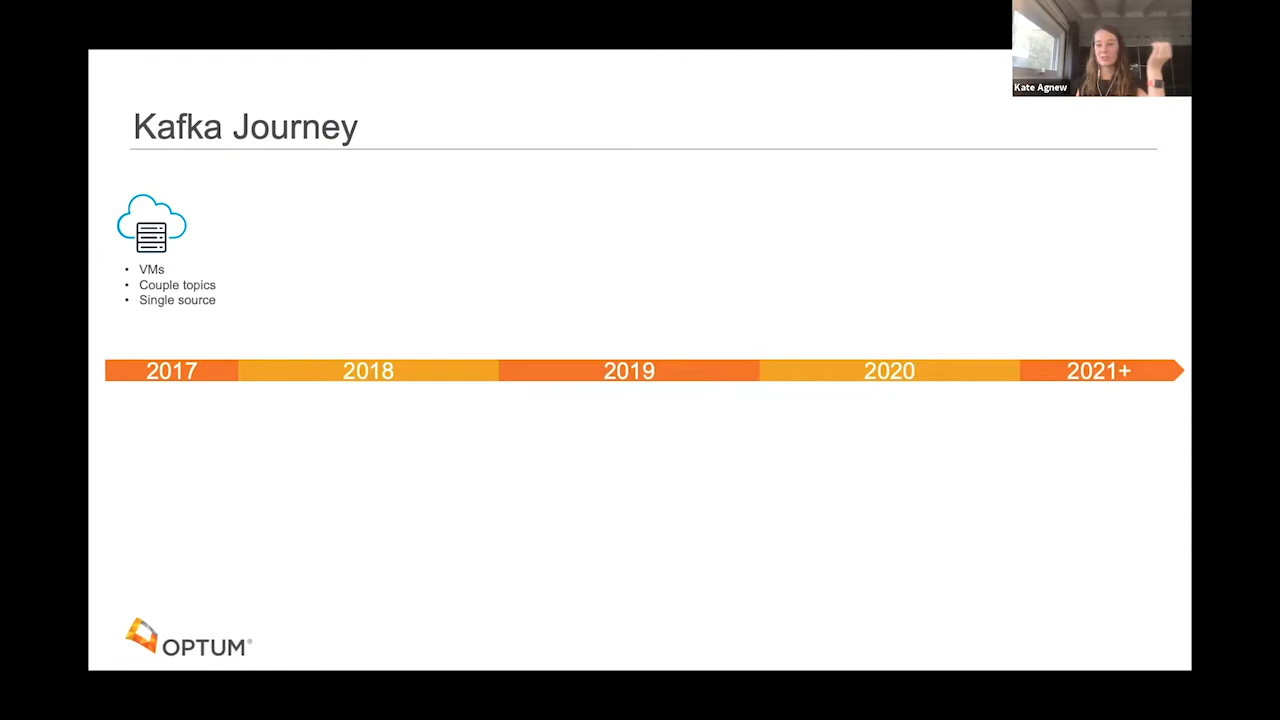 Kate Agnew
Kafka Journey
• VMs
• Couple topics
• Single source
2017 2018 2019 2020 2021+
OPTUM®